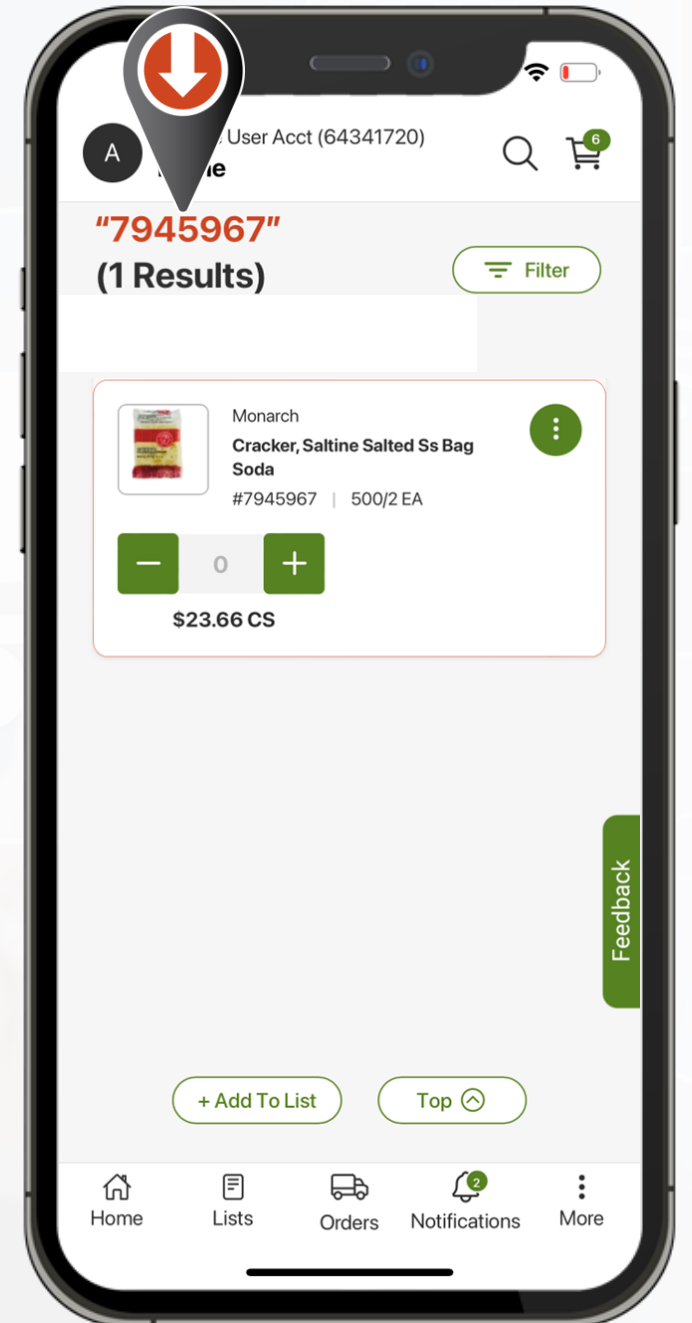 A
User Acct (64341720)
6
"7945967"
(1 Results)
Filter
Monarch
Cracker, Saltine Salted Ss Bag
Soda
#7945967 | 500/2 EA
0
$23.66 CS
Feedback
+ Add To List
Top
2
Home
Lists
Orders
Notifications
More